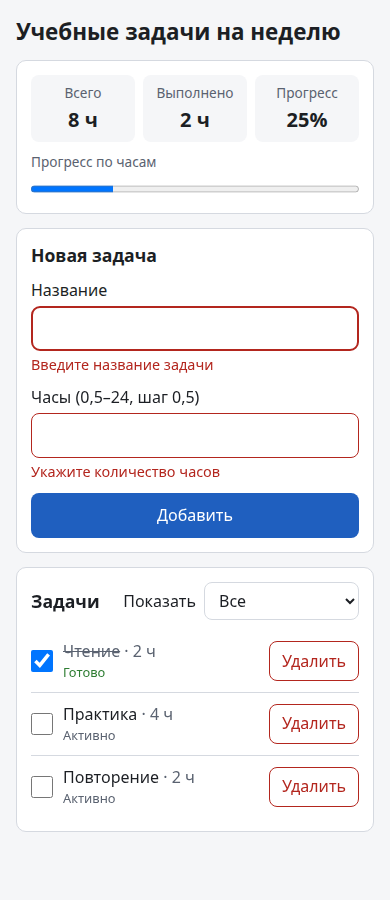 Учебные задачи на неделю
Всего
8 ч
Выполнено
2 ч
Прогресс
25%
Прогресс по часам
Новая задача
Название
Введите название задачи
Часы (0,5–24, шаг 0,5)
Укажите количество часов
Добавить
Задачи
Показать
Все
Чтение · 2 ч
Готово
Удалить
Практика · 4 ч
Активно
Удалить
Повторение · 2 ч
Активно
Удалить